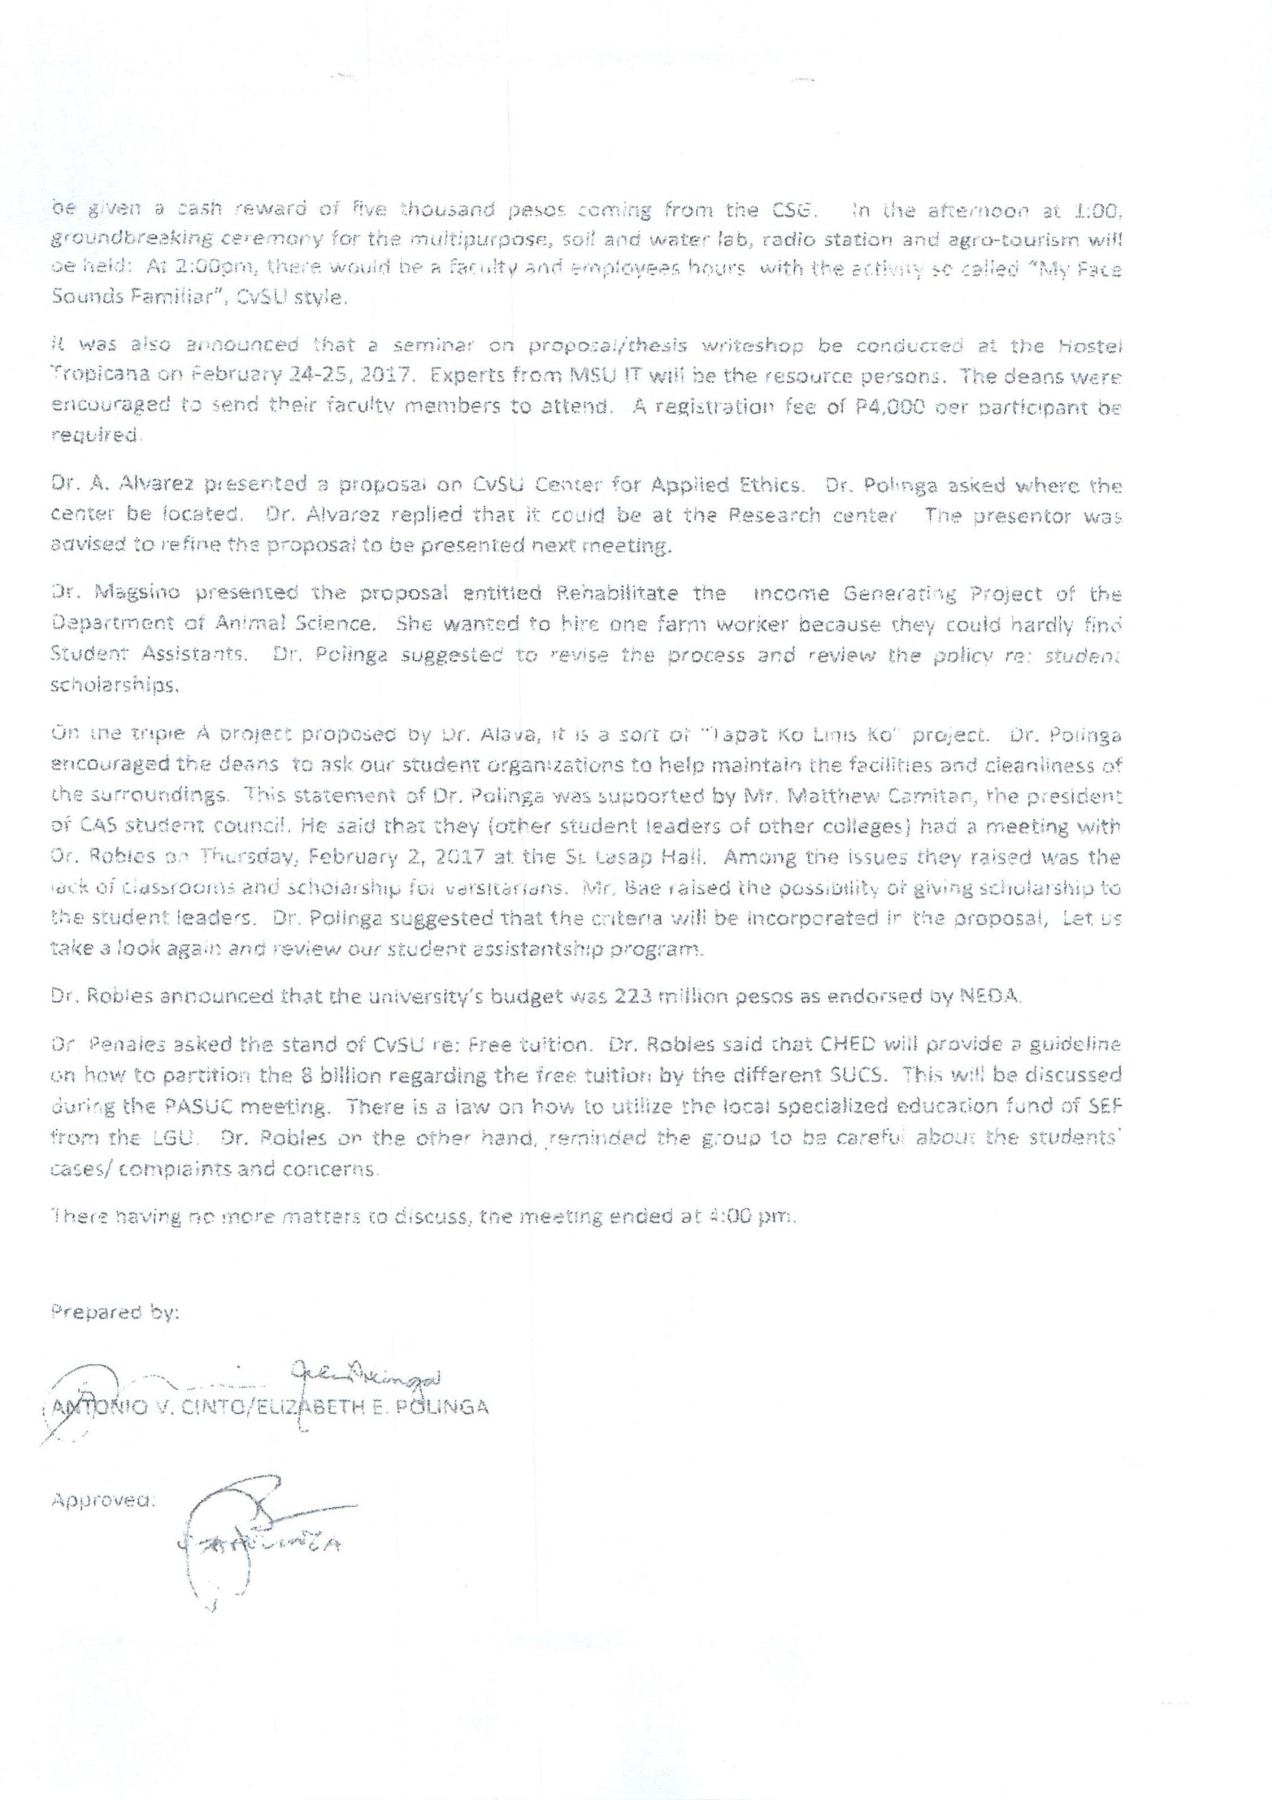 be given a cash reward of five thousand pesos coming from the CSG. In the afternoon at 1:00,
groundbreaking ceremony for the multipurpose, soil and water lab, radio station and agro-tourism will
be held: At 2:00pm, there would be a faculty and employees hours with the activity so called "My Face
Sounds Familiar", CvSU style.
It was also announced that a seminar on proposal/thesis writeshop be conducted at the Hostel
Tropicana on February 24-25, 2017. Experts from MSU IT will be the resource persons. The deans were
encouraged to send their faculty members to attend. A registration fee of P4,000 per participant be
required.
Dr. A. Alvarez presented a proposal on CvSU Center for Applied Ethics. Dr. Polinga asked where the
center be located. Dr. Alvarez replied that it could be at the Research center The presentor was
advised to refine the proposal to be presented next meeting.
Dr. Magsino presented the proposal entitled Rehabilitate the Income Generating Project of the
Department of Animal Science. She wanted to hire one farm worker because they could hardly find
Student Assistants. Dr. Polinga suggested to revise the process and review the policy re: student
scholarships.
On the triple A project proposed by Dr. Alava, it is a sort of "Tapat Ko Linis Ko" project. Dr. Polinga
encouraged the deans to ask our student organizations to help maintain the facilities and cleanliness of
the surroundings. This statement of Dr. Polinga was supported by Mr. Matthew Camitan, the president
of CAS student council. He said that they (other student leaders of other colleges) had a meeting with
Dr. Robles on Thursday, February 2, 2017 at the S. Lasap Hall. Among the issues they raised was the
lack of classrooms and scholarship for varsitarians. Mr. Bae raised the possibility of giving scholarship to
the student leaders. Dr. Polinga suggested that the criteria will be incorporated in the proposal, Let us
take a look again and review our student assistantship program.
Dr. Robles announced that the university's budget was 223 million pesos as endorsed by NEDA.
Dr Penales asked the stand of CvSU re: Free tuition. Dr. Robles said that CHED will provide a guideline
on how to partition the 8 billion regarding the free tuition by the different SUCS. This will be discussed
during the PASUC meeting. There is a law on how to utilize the local specialized education fund of SEF
from the LGU. Dr. Robles on the other hand, reminded the group to be careful about the students'
cases/ complaints and concerns.
There having no more matters to discuss, the meeting ended at 4:00 pm.
Prepared by:
ANTONIO V. CINTO/ELIZABETH E. POLINGA
Approved: